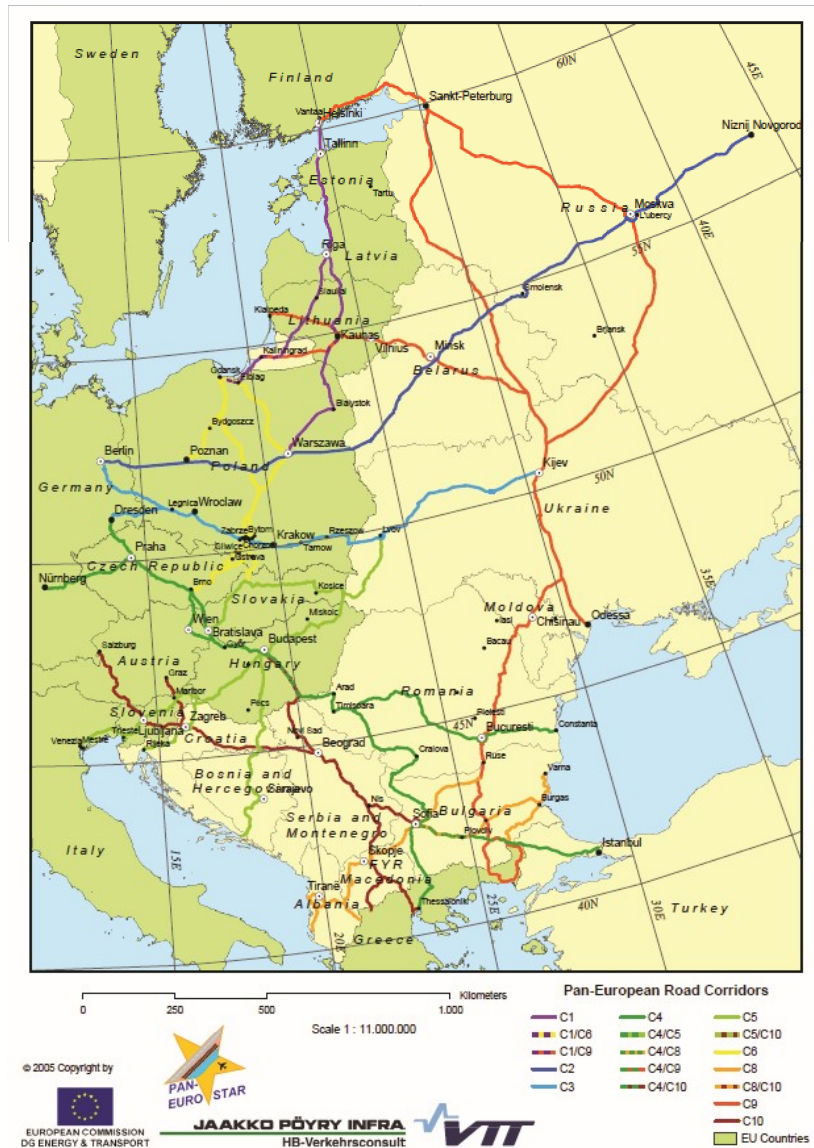 Sweden
Finland
60N
45E
Vantaa
Helsinki
Sankt-Peterburg
Niznij Novgorod
Tallinn
Estonia
Tartu
Russia
Moskva
L'ubercy
40E
55N
Riga
Latvia
Siauliai
Smolensk
Klaipeda
Lithuania
Kaunas
Brjansk
Kaliningrad
Vilnius
Minsk
Belarus
Gdansk
Elblag
Bialystok
Bydgoszcz
Warszawa
Berlin
Poznan
Poland
Kijev
50N
Germany
Legnica
Wroclaw
Ukraine
Dresden
Zabrze
Bytom
Rzeszow
Lvov
Praha
Gliwice
Chorzow
Krakow
Tarnow
Czech Republic
Ostrava
35E
Nürnberg
Brno
Kosice
Slovakia
Miskolc
Moldova
Wien
Iasi
Chisinau
Odessa
Bratislava
Salzburg
Györ
Budapest
Bacau
Austria
Hungary
Graz
Maribor
Arad
Romania
Slovenia
Pecs
Timisoara
Zagreb
45N
Ploiesti
Ljubljana
Trieste
Novi Sad
Bucuresti
Constanta
Venezia
Mestre
Croatia
Rijeka
Beograd
Craiova
Ruse
Bosnia and
Hercegovina
Sarajevo
Varna
Nis
Burgas
Serbia and
Montenegro
Sofia
Bulgaria
Plovdiv
Italy
15E
Skopje
FYR
Macedonia
Istanbul
Tirane
Albania
Thessaloniki
25E
40N
30E
Turkey
20E
Greece
Kilometers
0 250 500 1.000
Scale 1 : 11.000.000
Pan-European Road Corridors
C1 C4 C5
C1/C6 C4/C5 C5/C10
C1/C9 C4/C8 C6
C2 C4/C9 C8
C3 C4/C10 C8/C10
C9
C10
EU Countries
© 2005 Copyright by
PAN-
EURO STAR
EUROPEAN COMMISSION
DG ENERGY & TRANSPORT
JAAKKO PÖYRY INFRA
HB-Verkehrsconsult
VTT